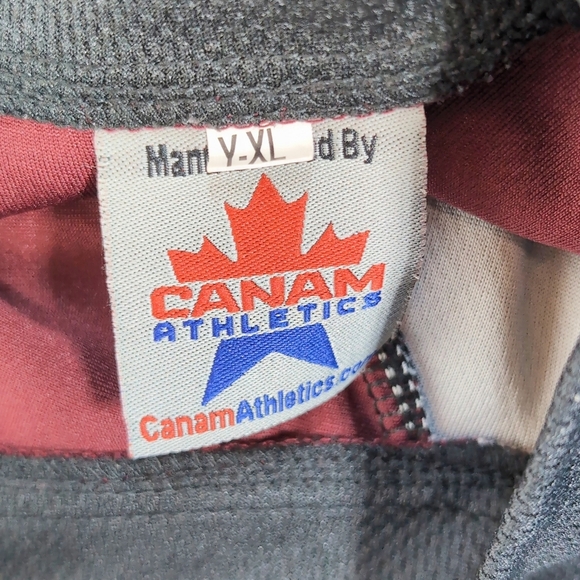 Man Y-XL d By
CANAM
ATHLETICS
CanamAthletics.co